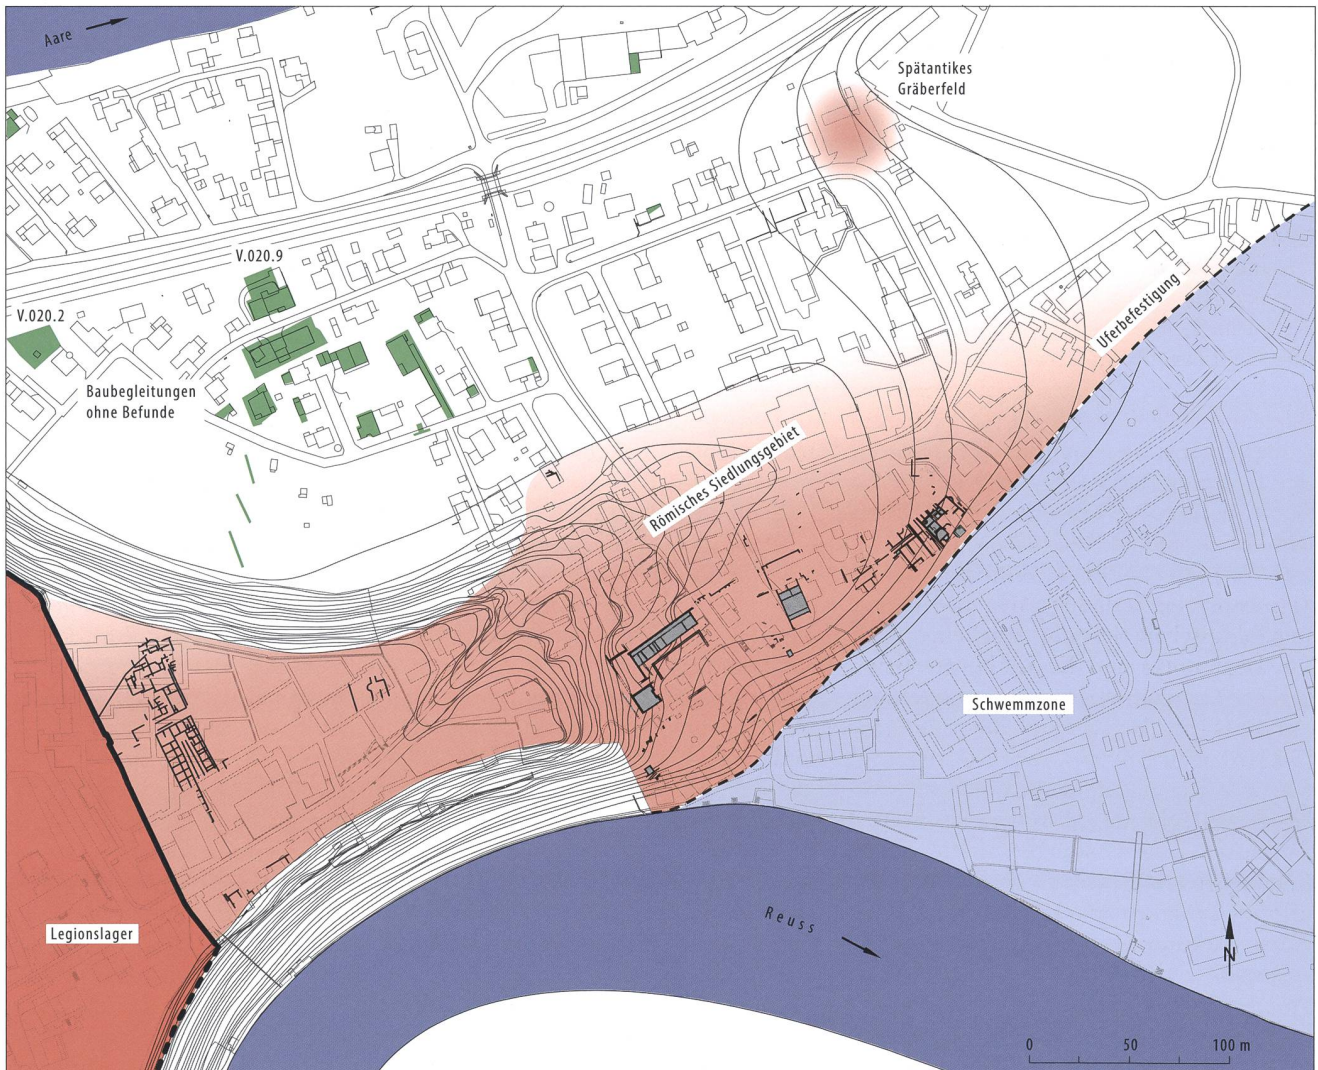 Aare
Spätantikes
Gräberfeld
V.020.9
V.020.2
Uferbefestigung
Baubegleitungen
ohne Befunde
Römisches Siedlungsgebiet
Schwemmzone
Legionslager
Reuss
N
0 50 100 m